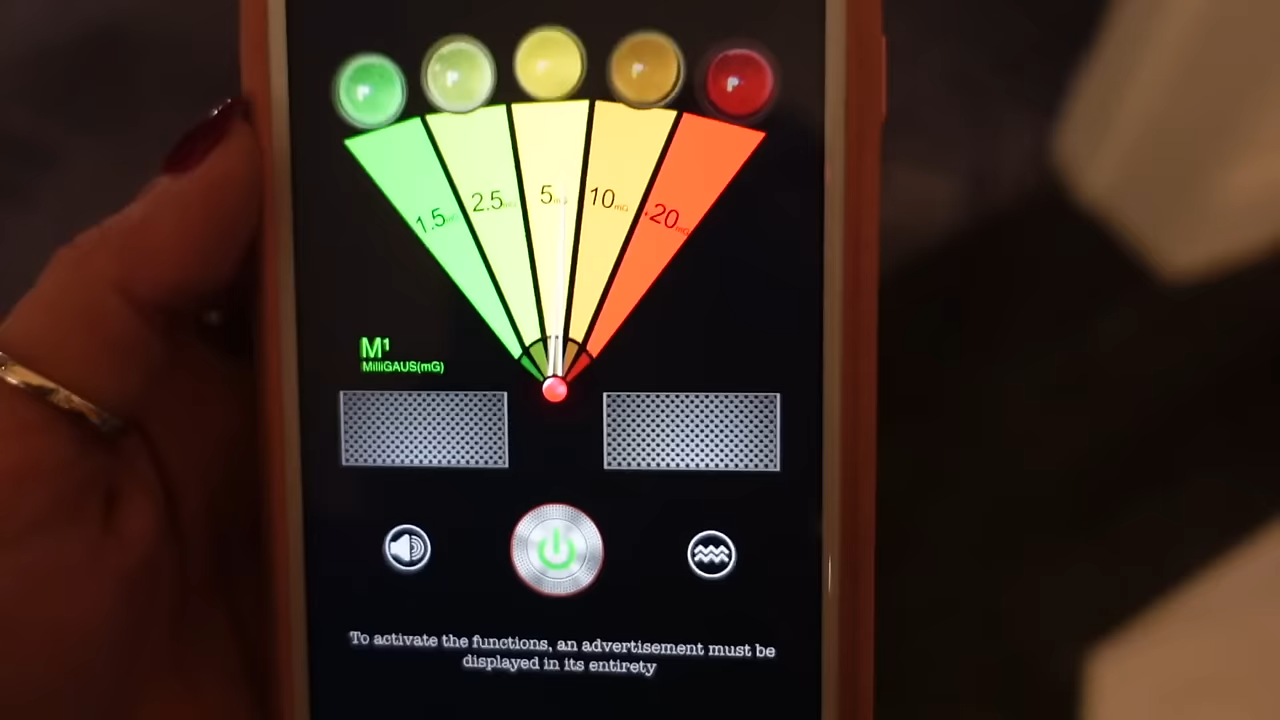 1.5
2.5
5
10
20
M¹
MilliGAUS(mG)
To activate the functions, an advertisement must be
displayed in its entirety